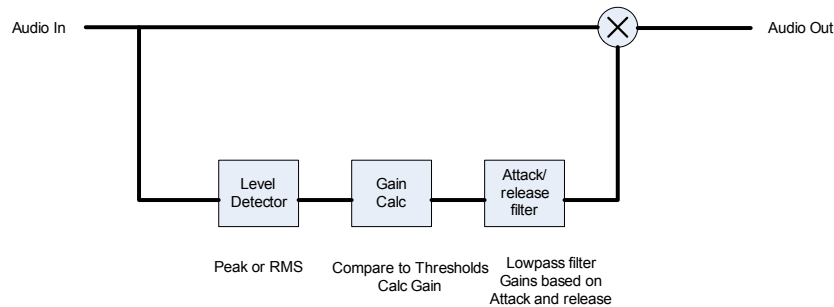 Audio In
Audio Out
Level
Detector
Gain
Calc
Attack/
release
filter
Peak or RMS
Compare to Thresholds
Calc Gain
Lowpass filter
Gains based on
Attack and release